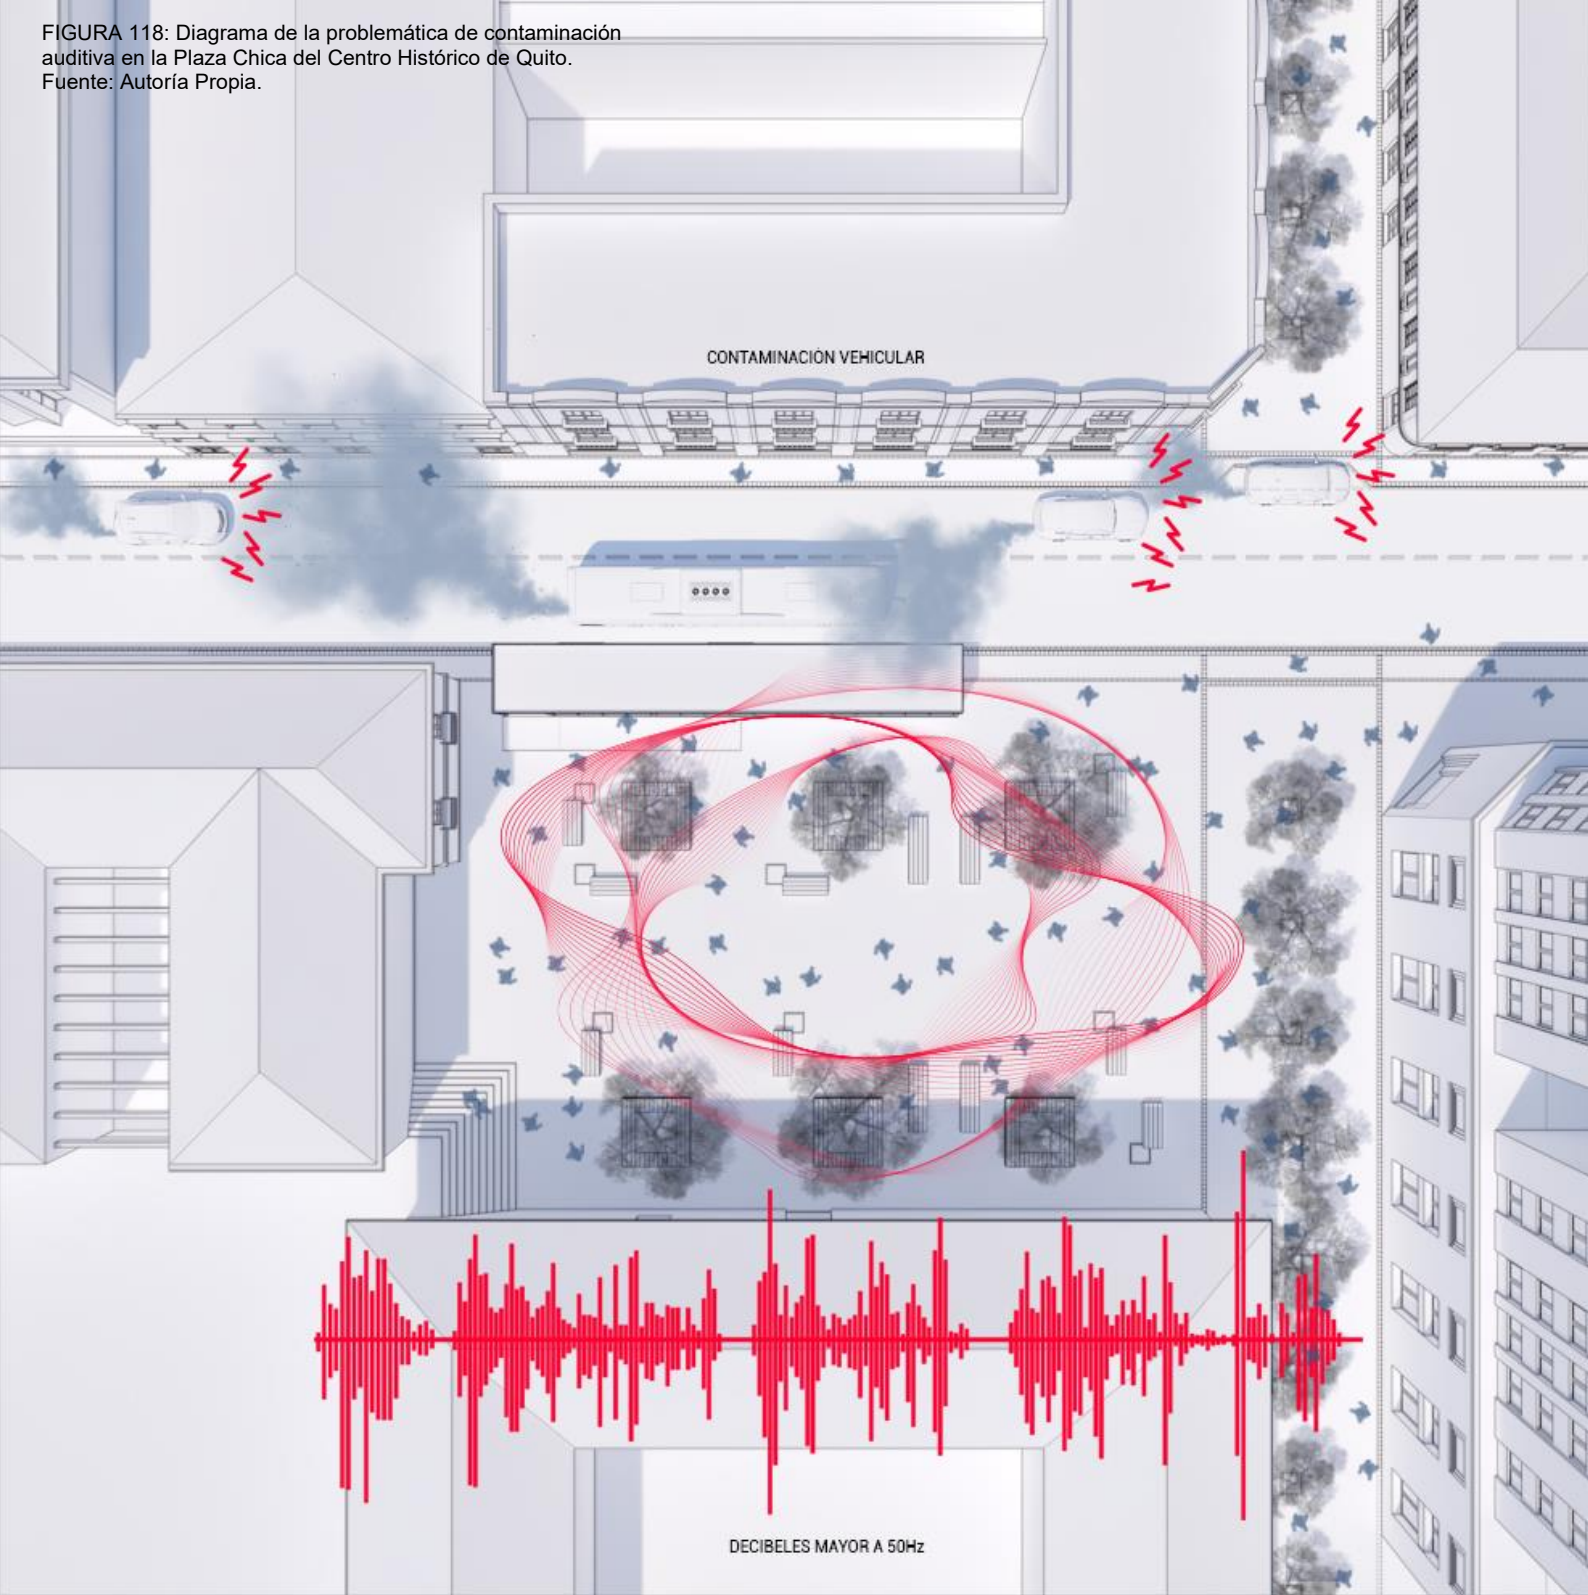 FIGURA 118: Diagrama de la problemática de contaminación
auditiva en la Plaza Chica del Centro Histórico de Quito.
Fuente: Autoría Propia.
CONTAMINACIÓN VEHICULAR
DECIBELES MAYOR A 50Hz